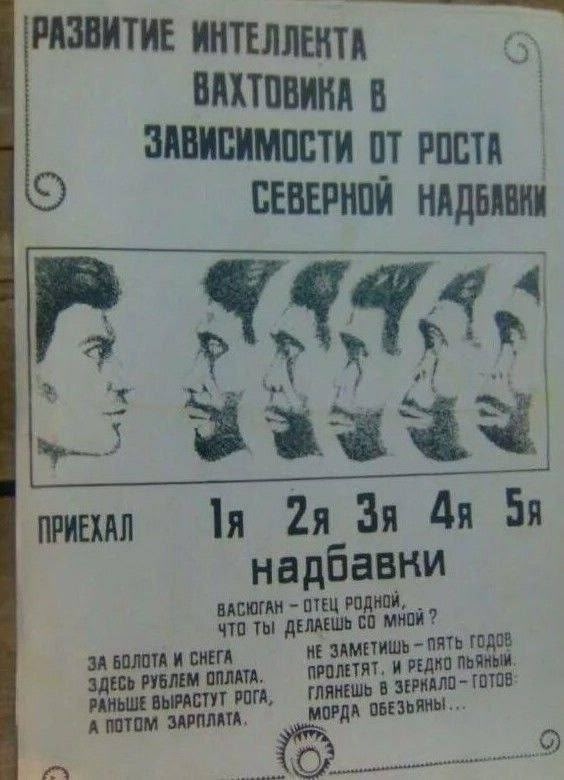 РАЗВИТИЕ ИНТЕЛЛЕКТА
ВАХТОВИКА В
ЗАВИСИМОСТИ ОТ РОСТА
СЕВЕРНОЙ НАДБАВКИ
ПРИЕХАЛ 1я 2я 3я 4я 5я
надбавки
ВАСЮГАН – ОТЕЦ РОДНОЙ,
ЧТО ТЫ ДЕЛАЕШЬ СО МНОЙ?
ЗА БОЛОТА И СНЕГА
ЗДЕСЬ РУБЛЕМ ОПЛАТА.
РАНЬШЕ ВЫРАСТУТ РОГА,
А ПОТОМ ЗАРПЛАТА.
НЕ ЗАМЕТИШЬ – ПЯТЬ ГОДОВ
ПРОЛЕТЯТ, И РЕДКО ПЬЯНЫЙ.
ГЛЯНЕШЬ В ЗЕРКАЛО – ГОТОВ:
МОРДА ОБЕЗЬЯНЫ...